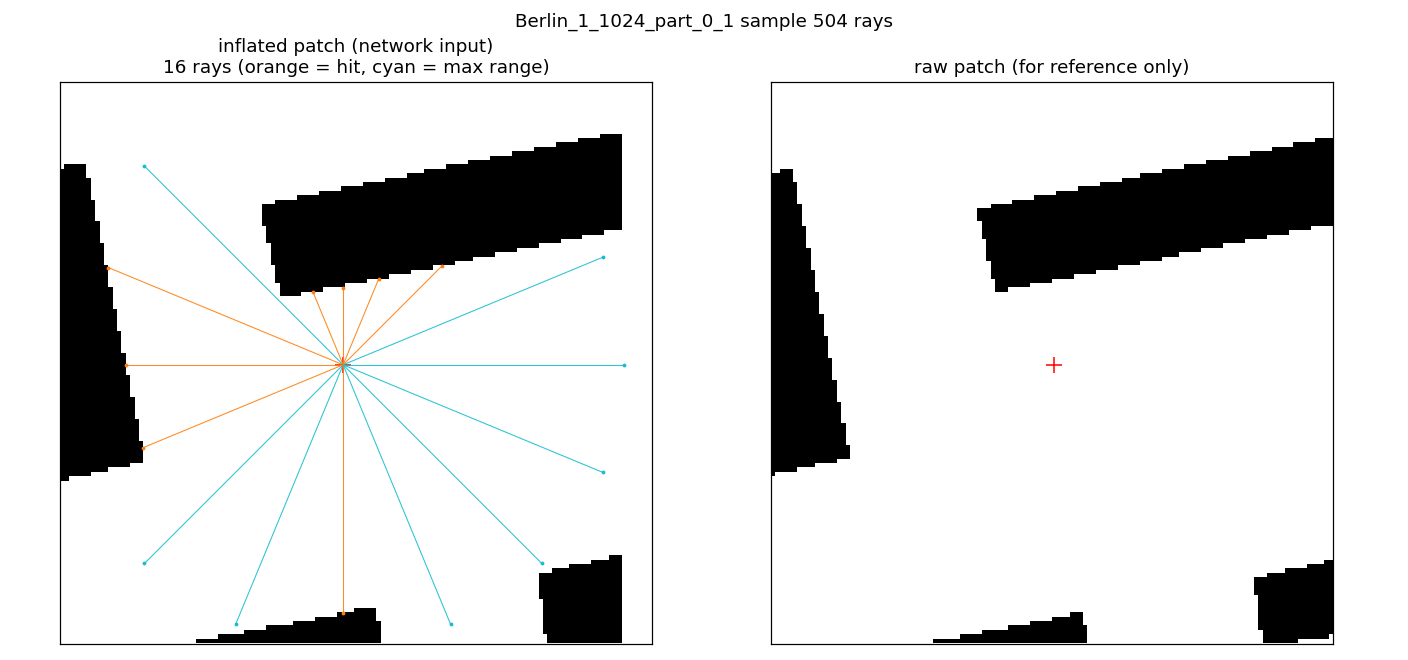 Berlin_1_1024_part_0_1 sample 504 rays
inflated patch (network input)
16 rays (orange = hit, cyan = max range)
raw patch (for reference only)